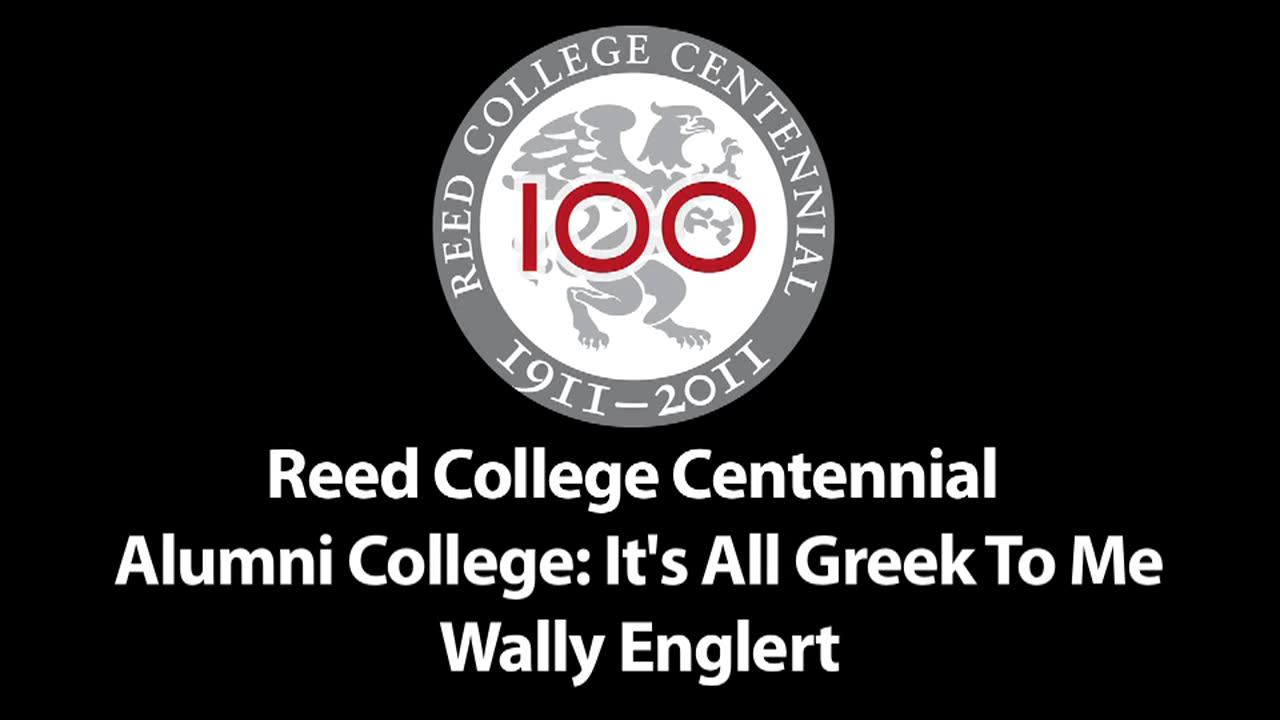 REED COLLEGE CENTENNIAL
100
1911–2011
Reed College Centennial
Alumni College: It's All Greek To Me
Wally Englert